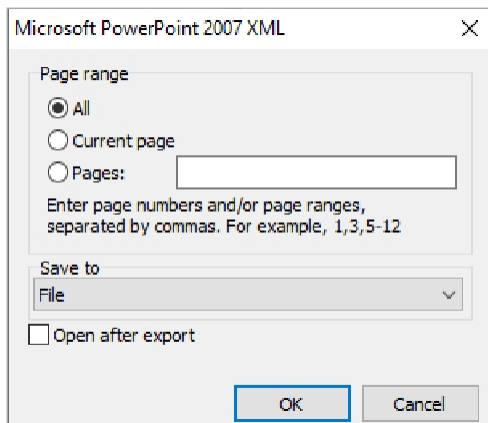 Microsoft PowerPoint 2007 XML
Page range
All
Current page
Pages:
Enter page numbers and/or page ranges,
separated by commas. For example, 1,3,5-12
Save to
File
Open after export
OK Cancel